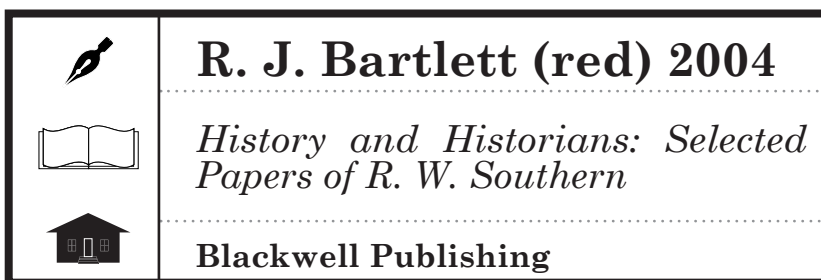 R. J. Bartlett (red) 2004
History and Historians: Selected
Papers of R. W. Southern
Blackwell Publishing